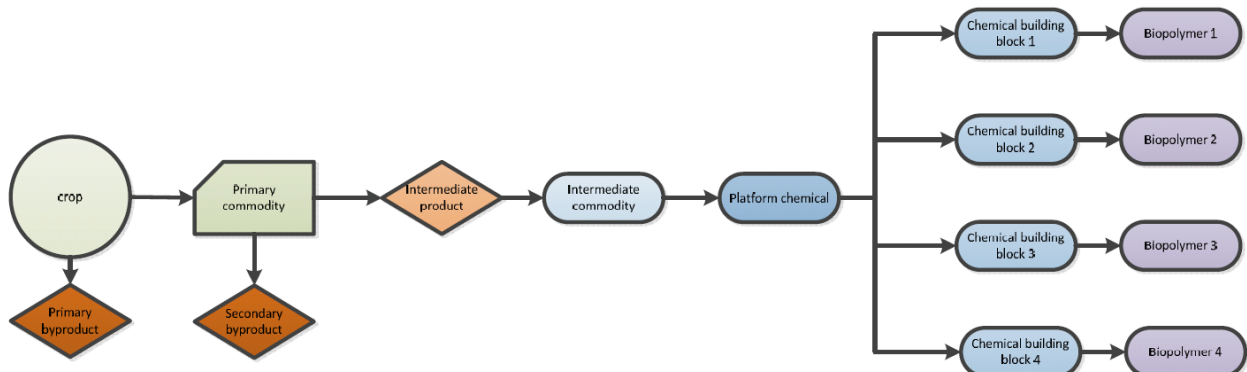 Chemical building
block 1
Biopolymer 1
Chemical building
block 2
Biopolymer 2
crop
Primary
commodity
Intermediate
product
Intermediate
commodity
Platform chemical
Chemical building
block 3
Biopolymer 3
Primary
byproduct
Secondary
byproduct
Chemical building
block 4
Biopolymer 4